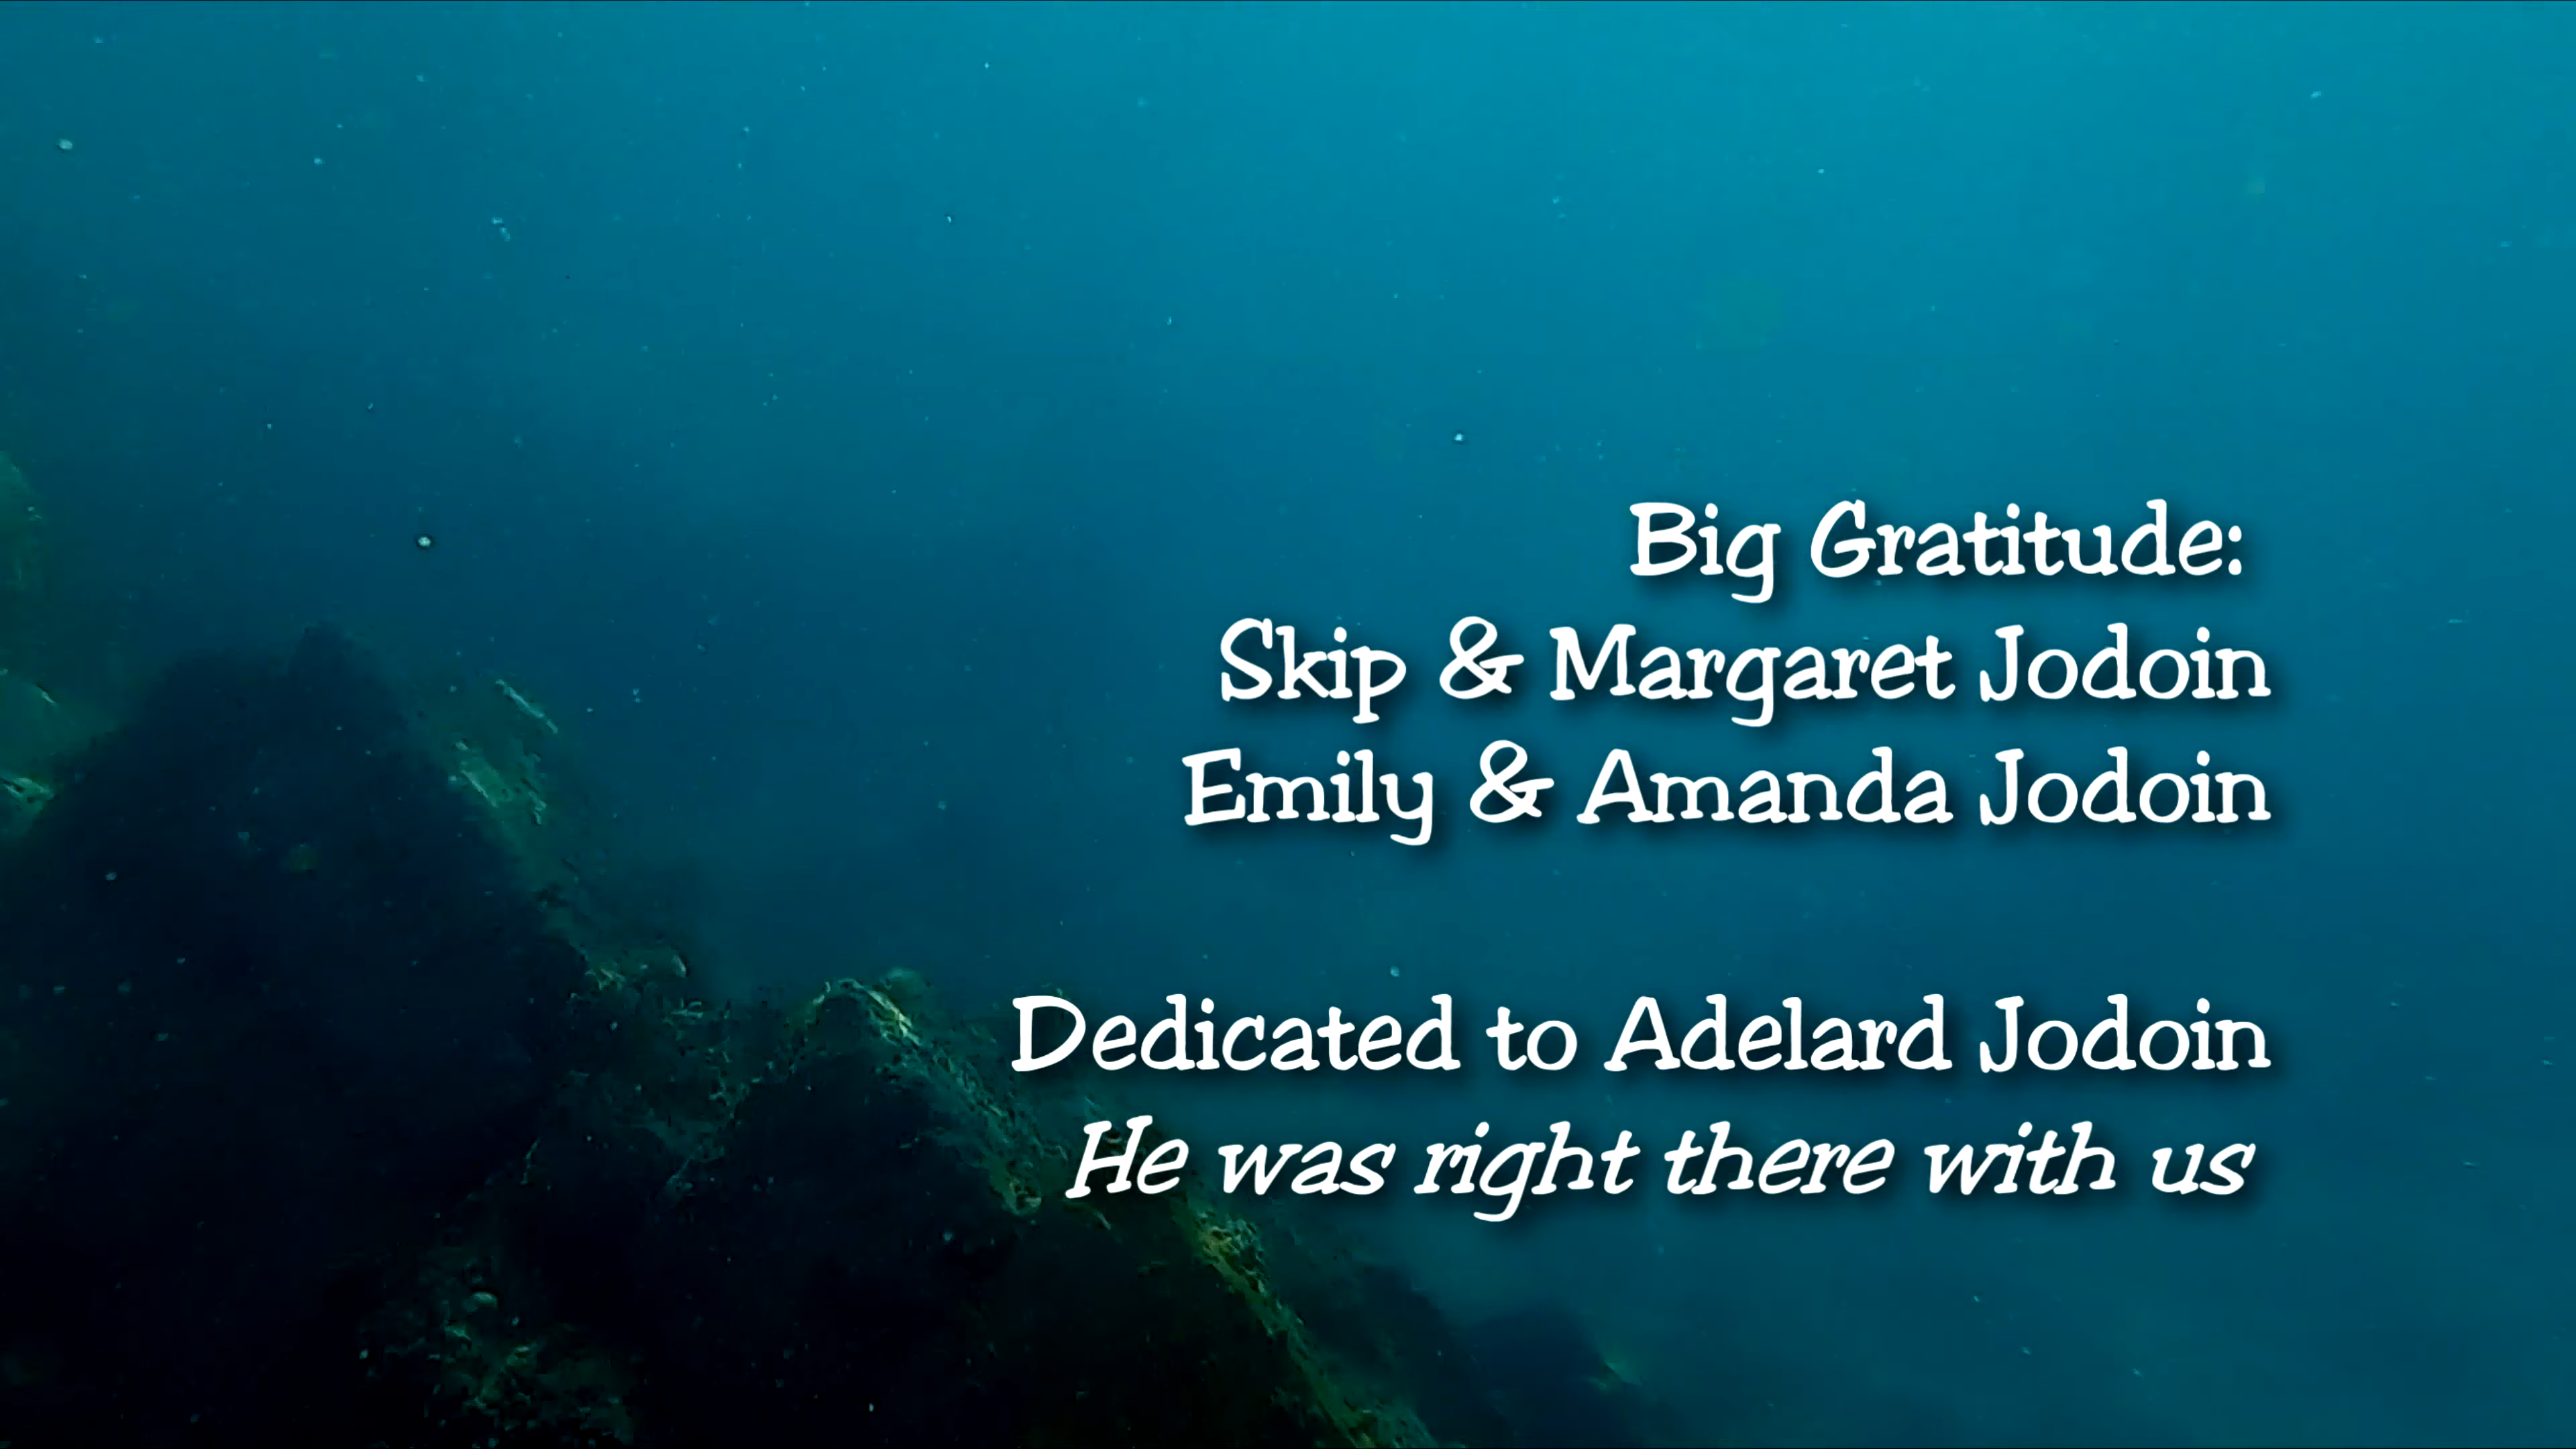 Big Gratitude:
Skip & Margaret Jodoin
Emily & Amanda Jodoin
Dedicated to Adelard Jodoin
He was right there with us